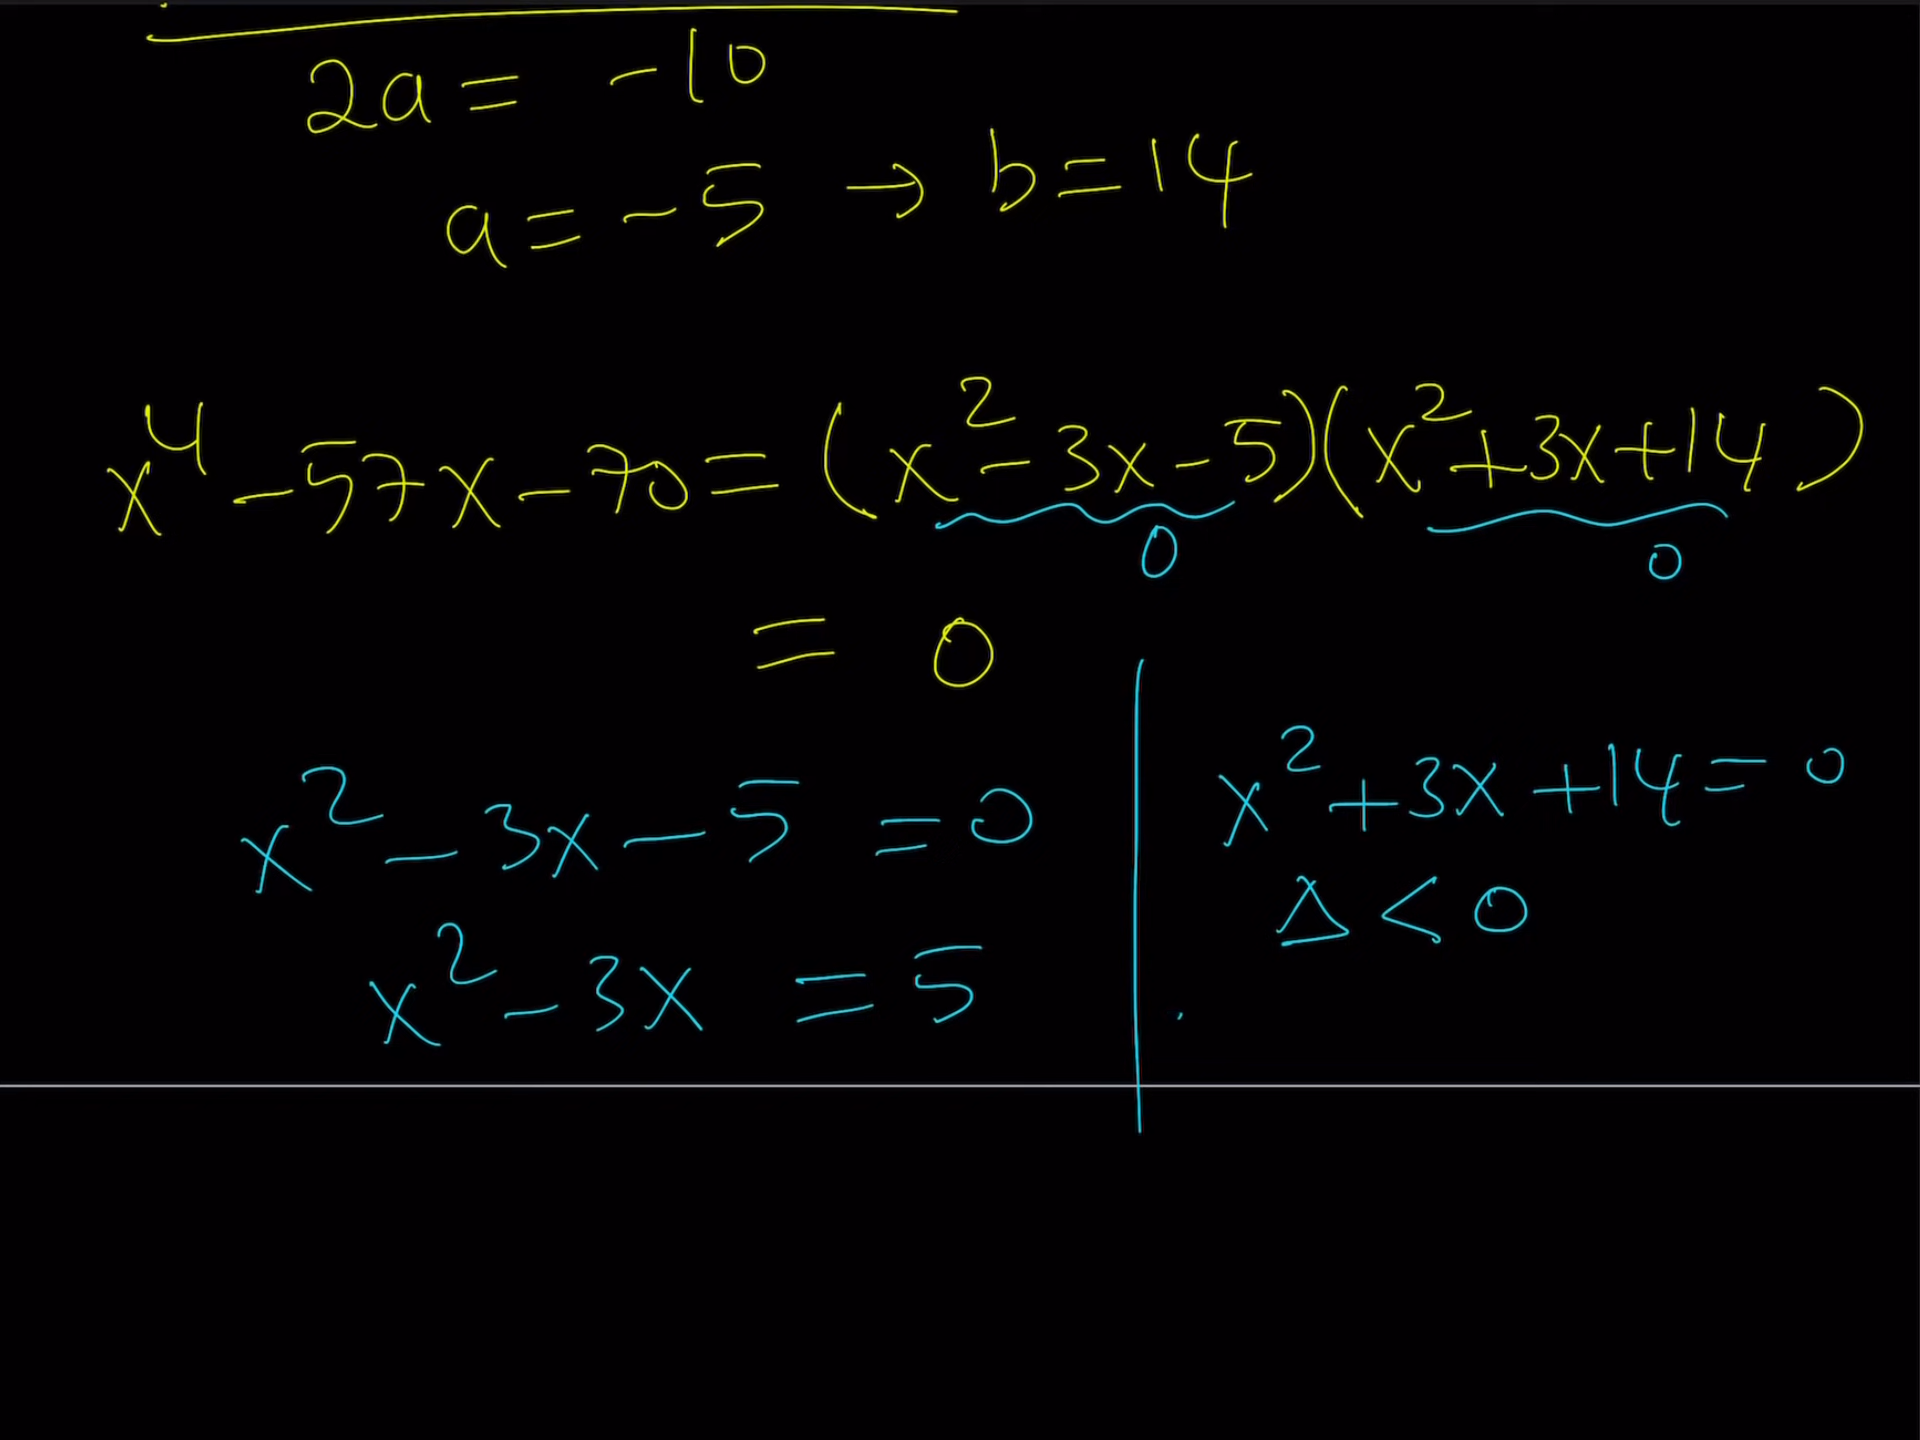 2a = -10
a = -5 → b = 14
x⁴ - 57x - 70 = (x² - 3x - 5)(x² + 3x + 14)
0 0
= 0
x² - 3x - 5 = 0
x² - 3x = 5
x² + 3x + 14 = 0
Δ < 0